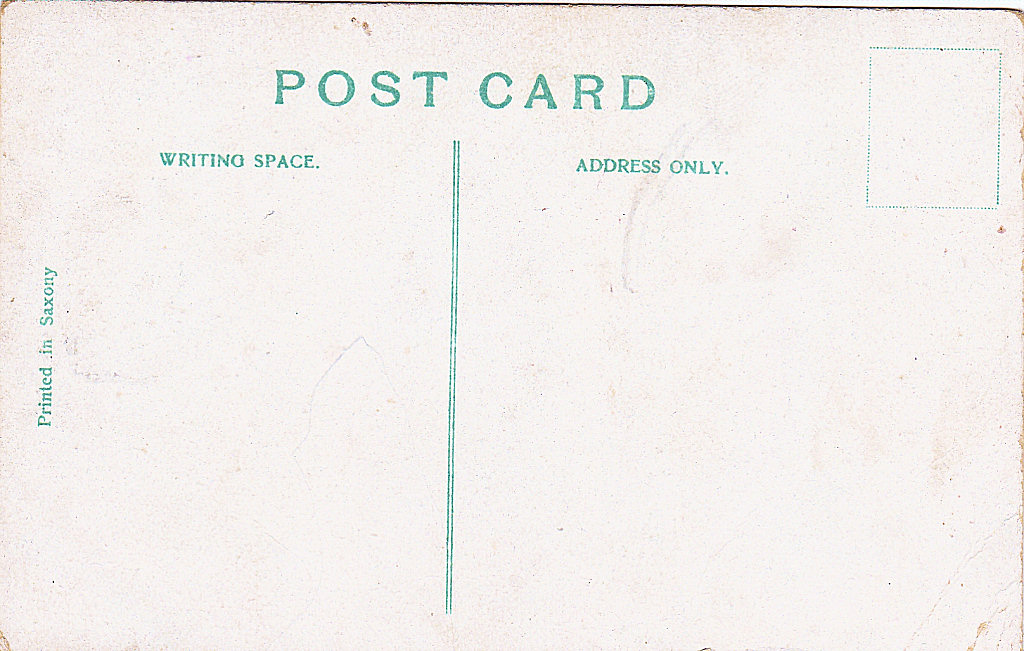 POST CARD
WRITING SPACE.
ADDRESS ONLY.
Printed in Saxony